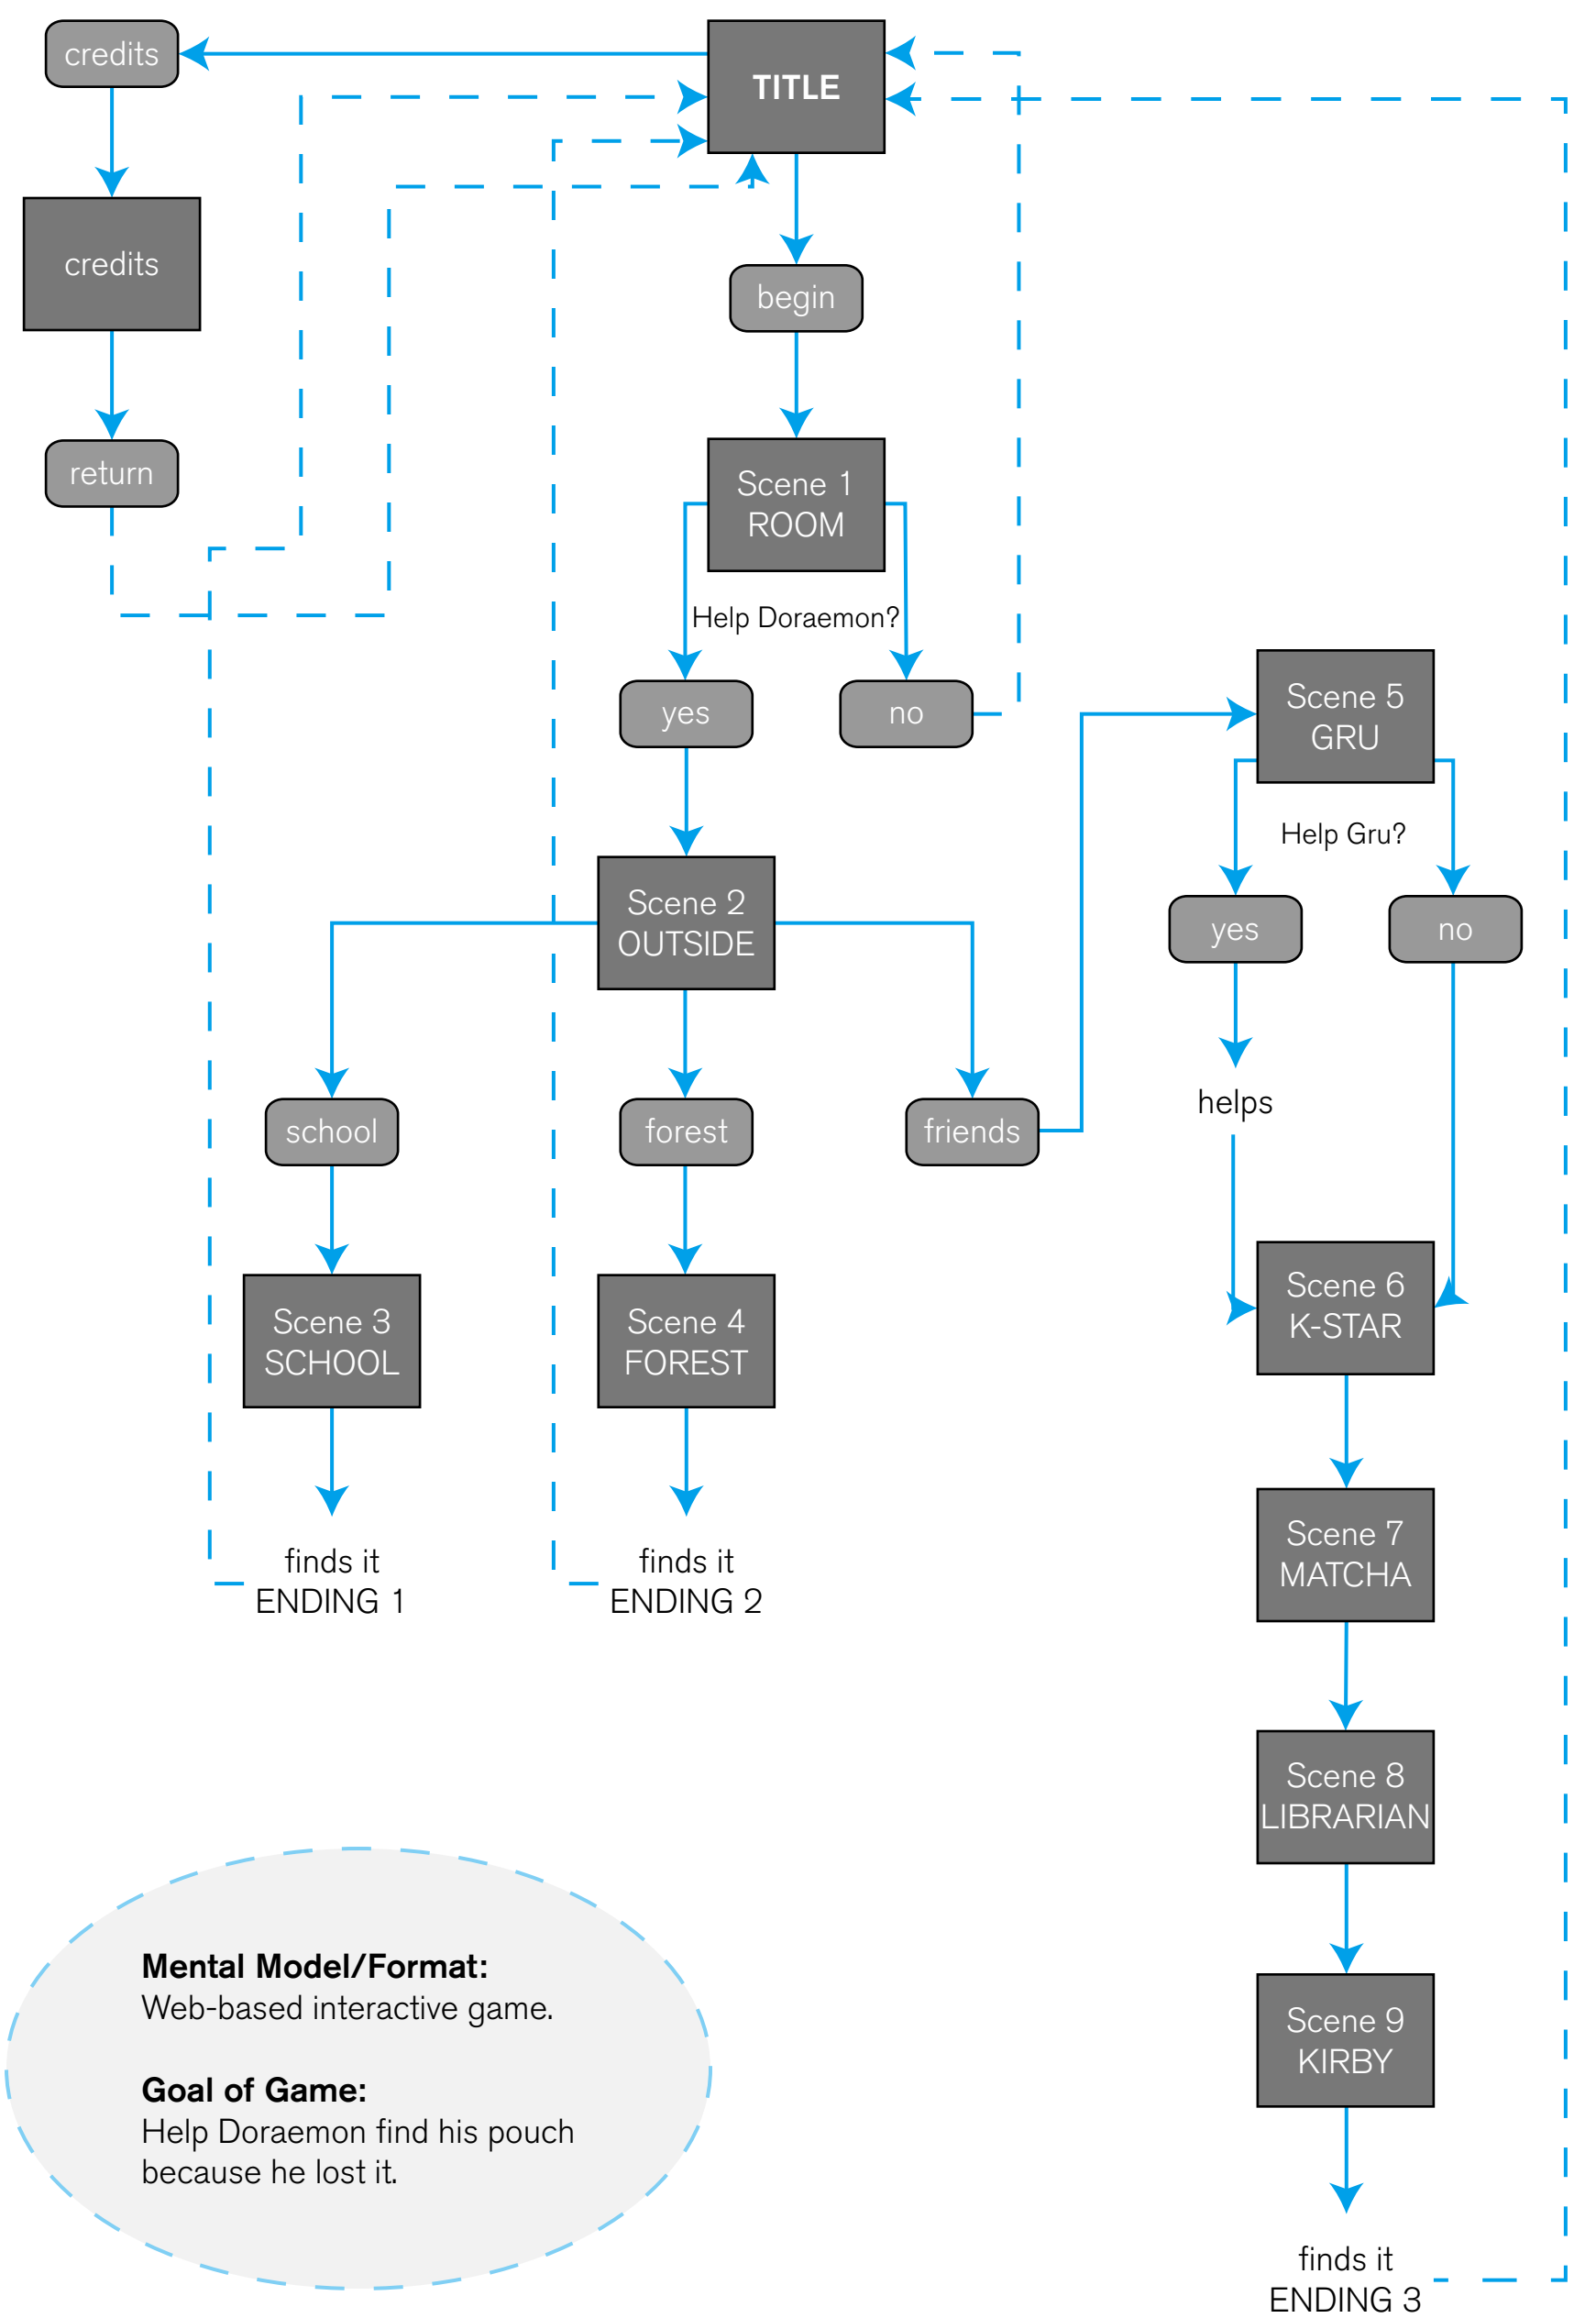 credits
TITLE
credits
begin
return
Scene 1
ROOM
Help Doraemon?
yes
no
Scene 2
OUTSIDE
school
forest
friends
Scene 3
SCHOOL
Scene 4
FOREST
finds it
ENDING 1
finds it
ENDING 2
Scene 5
GRU
Help Gru?
yes
no
helps
Scene 6
K-STAR
Scene 7
MATCHA
Scene 8
LIBRARIAN
Scene 9
KIRBY
finds it
ENDING 3
Mental Model/Format:
Web-based interactive game.
Goal of Game:
Help Doraemon find his pouch
because he lost it.